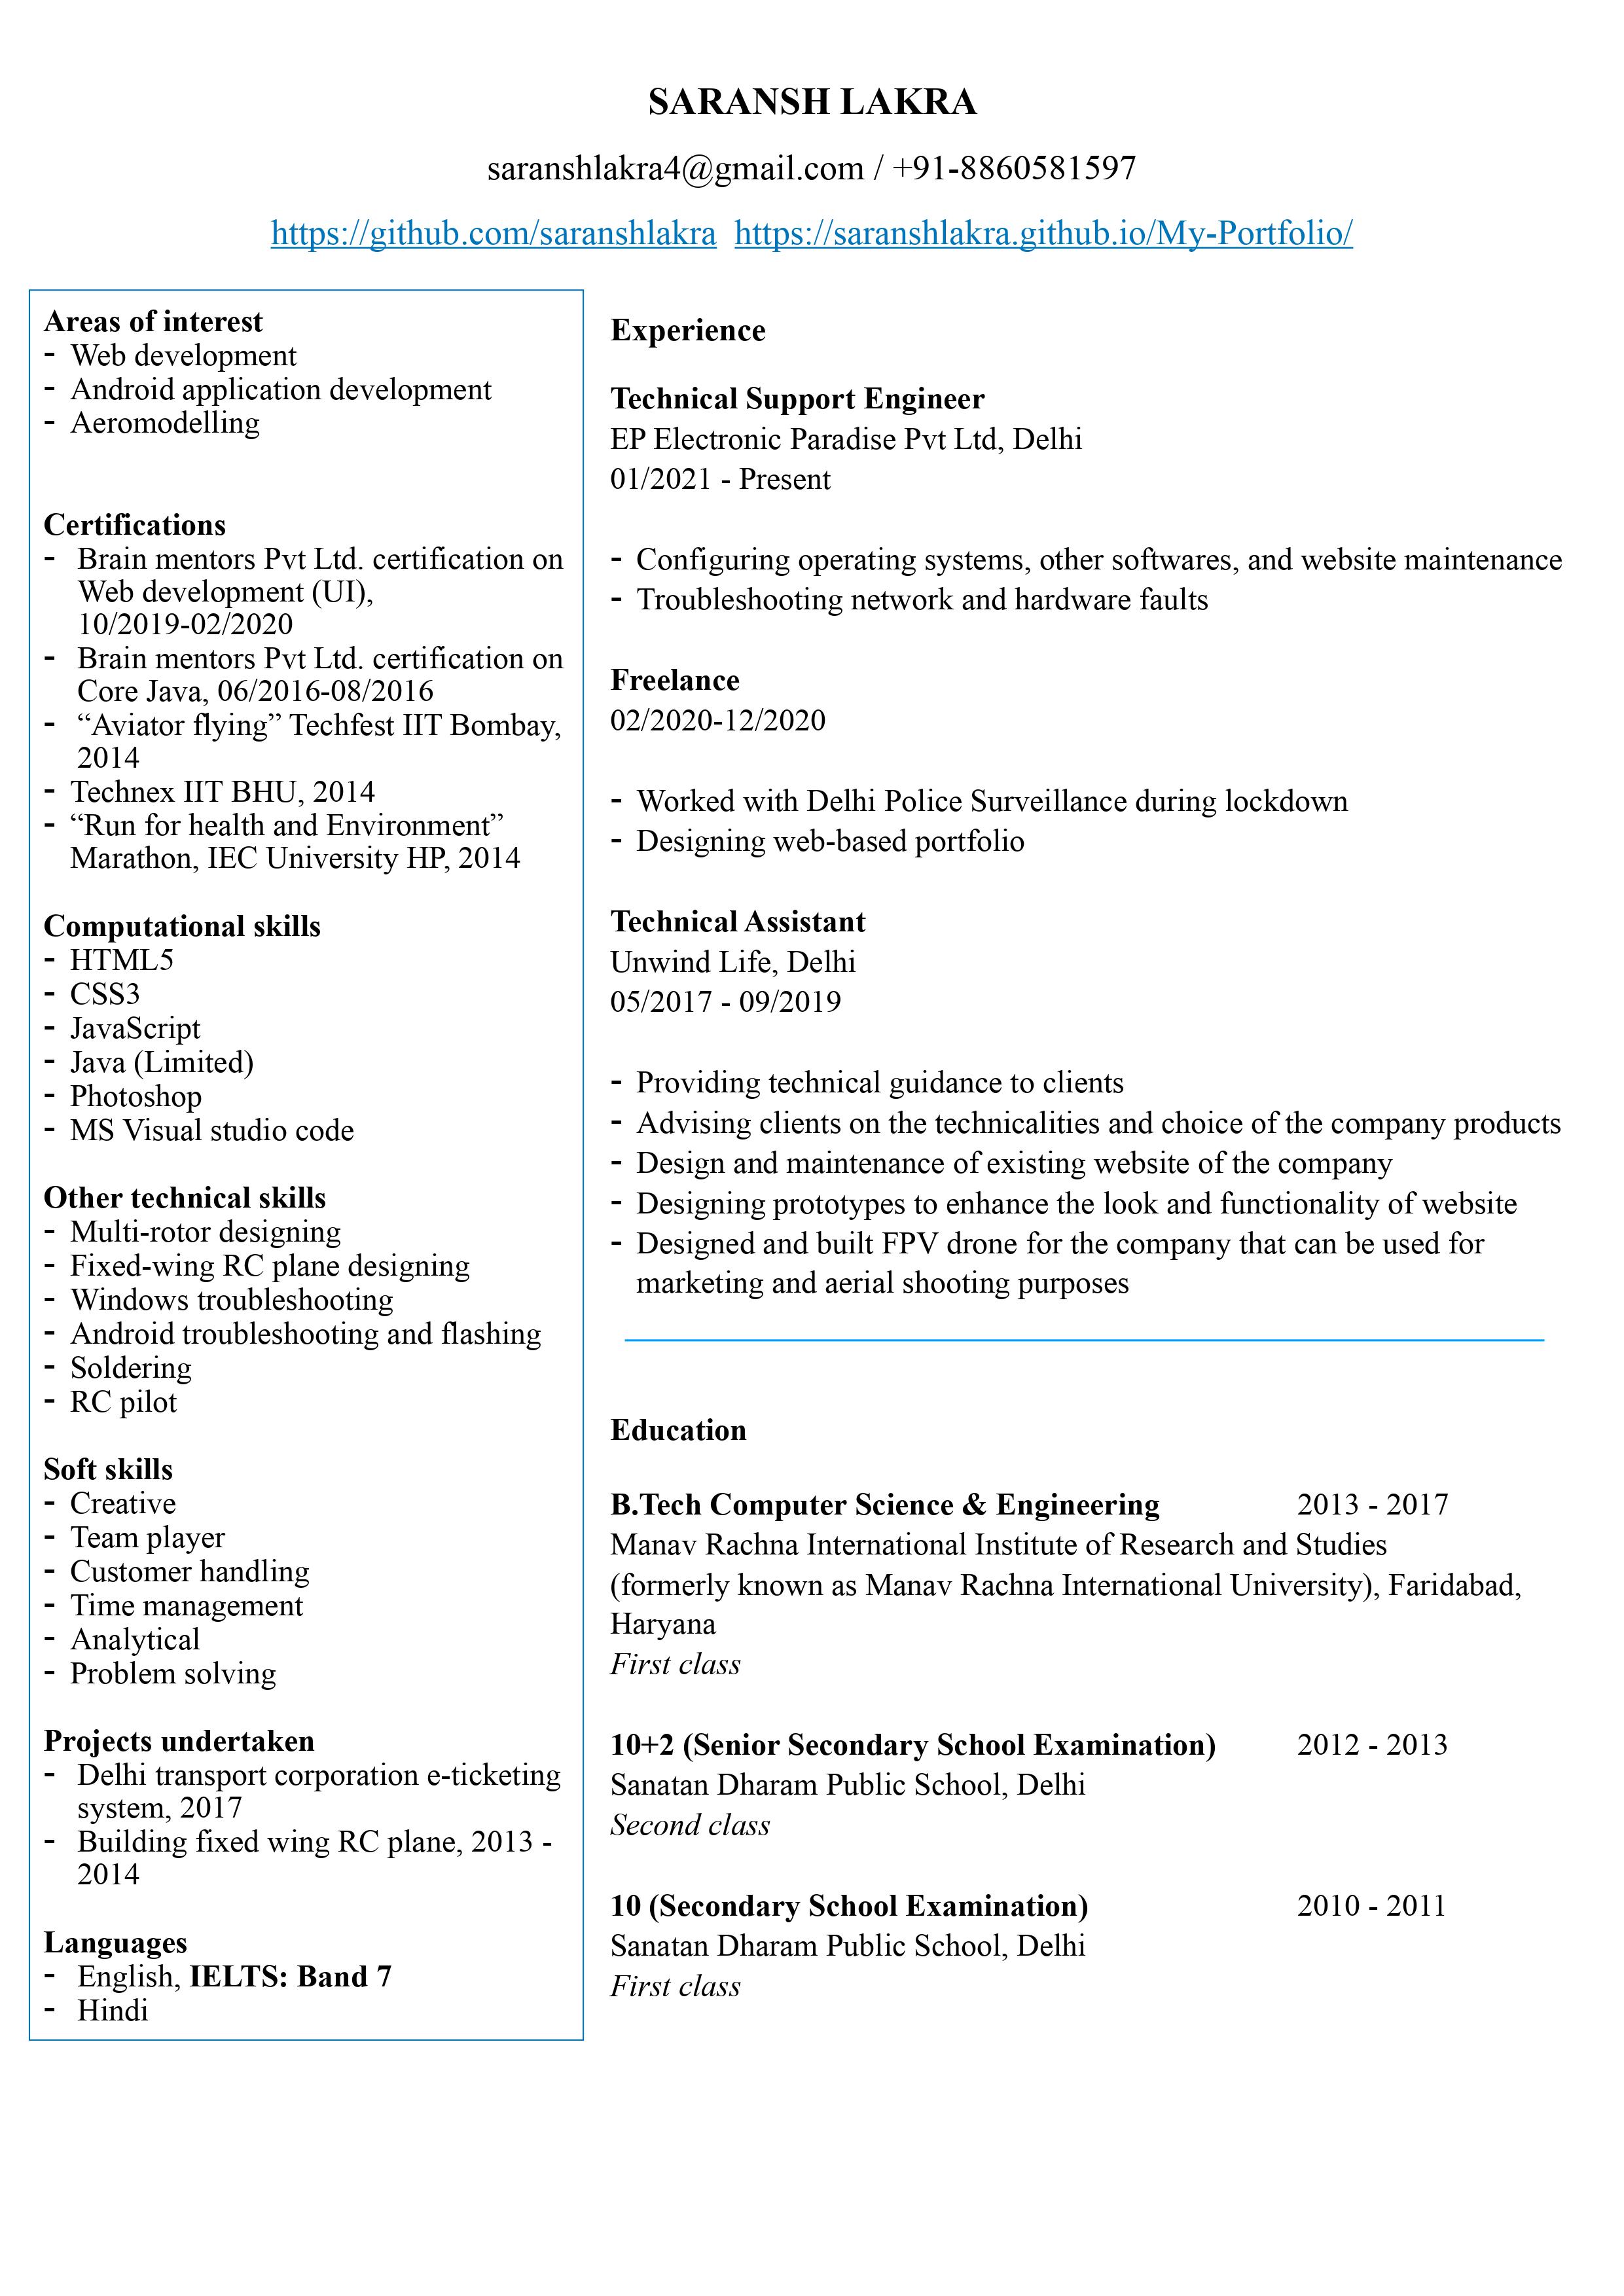 SARANSH LAKRA
saranshlakra4@gmail.com / +91-8860581597
https://github.com/saranshlakra  https://saranshlakra.github.io/My-Portfolio/
Areas of interest
- Web development
- Android application development
- Aeromodelling
Certifications
- Brain mentors Pvt Ltd. certification on
Web development (UI),
10/2019-02/2020
- Brain mentors Pvt Ltd. certification on
Core Java, 06/2016-08/2016
- “Aviator flying” Techfest IIT Bombay,
2014
- Technex IIT BHU, 2014
- “Run for health and Environment”
Marathon, IEC University HP, 2014
Computational skills
- HTML5
- CSS3
- JavaScript
- Java (Limited)
- Photoshop
- MS Visual studio code
Other technical skills
- Multi-rotor designing
- Fixed-wing RC plane designing
- Windows troubleshooting
- Android troubleshooting and flashing
- Soldering
- RC pilot
Soft skills
- Creative
- Team player
- Customer handling
- Time management
- Analytical
- Problem solving
Projects undertaken
- Delhi transport corporation e-ticketing
system, 2017
- Building fixed wing RC plane, 2013 -
2014
Languages
- English, IELTS: Band 7
- Hindi
Experience
Technical Support Engineer
EP Electronic Paradise Pvt Ltd, Delhi
01/2021 - Present
- Configuring operating systems, other softwares, and website maintenance
- Troubleshooting network and hardware faults
Freelance
02/2020-12/2020
- Worked with Delhi Police Surveillance during lockdown
- Designing web-based portfolio
Technical Assistant
Unwind Life, Delhi
05/2017 - 09/2019
- Providing technical guidance to clients
- Advising clients on the technicalities and choice of the company products
- Design and maintenance of existing website of the company
- Designing prototypes to enhance the look and functionality of website
- Designed and built FPV drone for the company that can be used for
marketing and aerial shooting purposes
Education
B.Tech Computer Science & Engineering 2013 - 2017
Manav Rachna International Institute of Research and Studies
(formerly known as Manav Rachna International University), Faridabad,
Haryana
First class
10+2 (Senior Secondary School Examination) 2012 - 2013
Sanatan Dharam Public School, Delhi
Second class
10 (Secondary School Examination) 2010 - 2011
Sanatan Dharam Public School, Delhi
First class